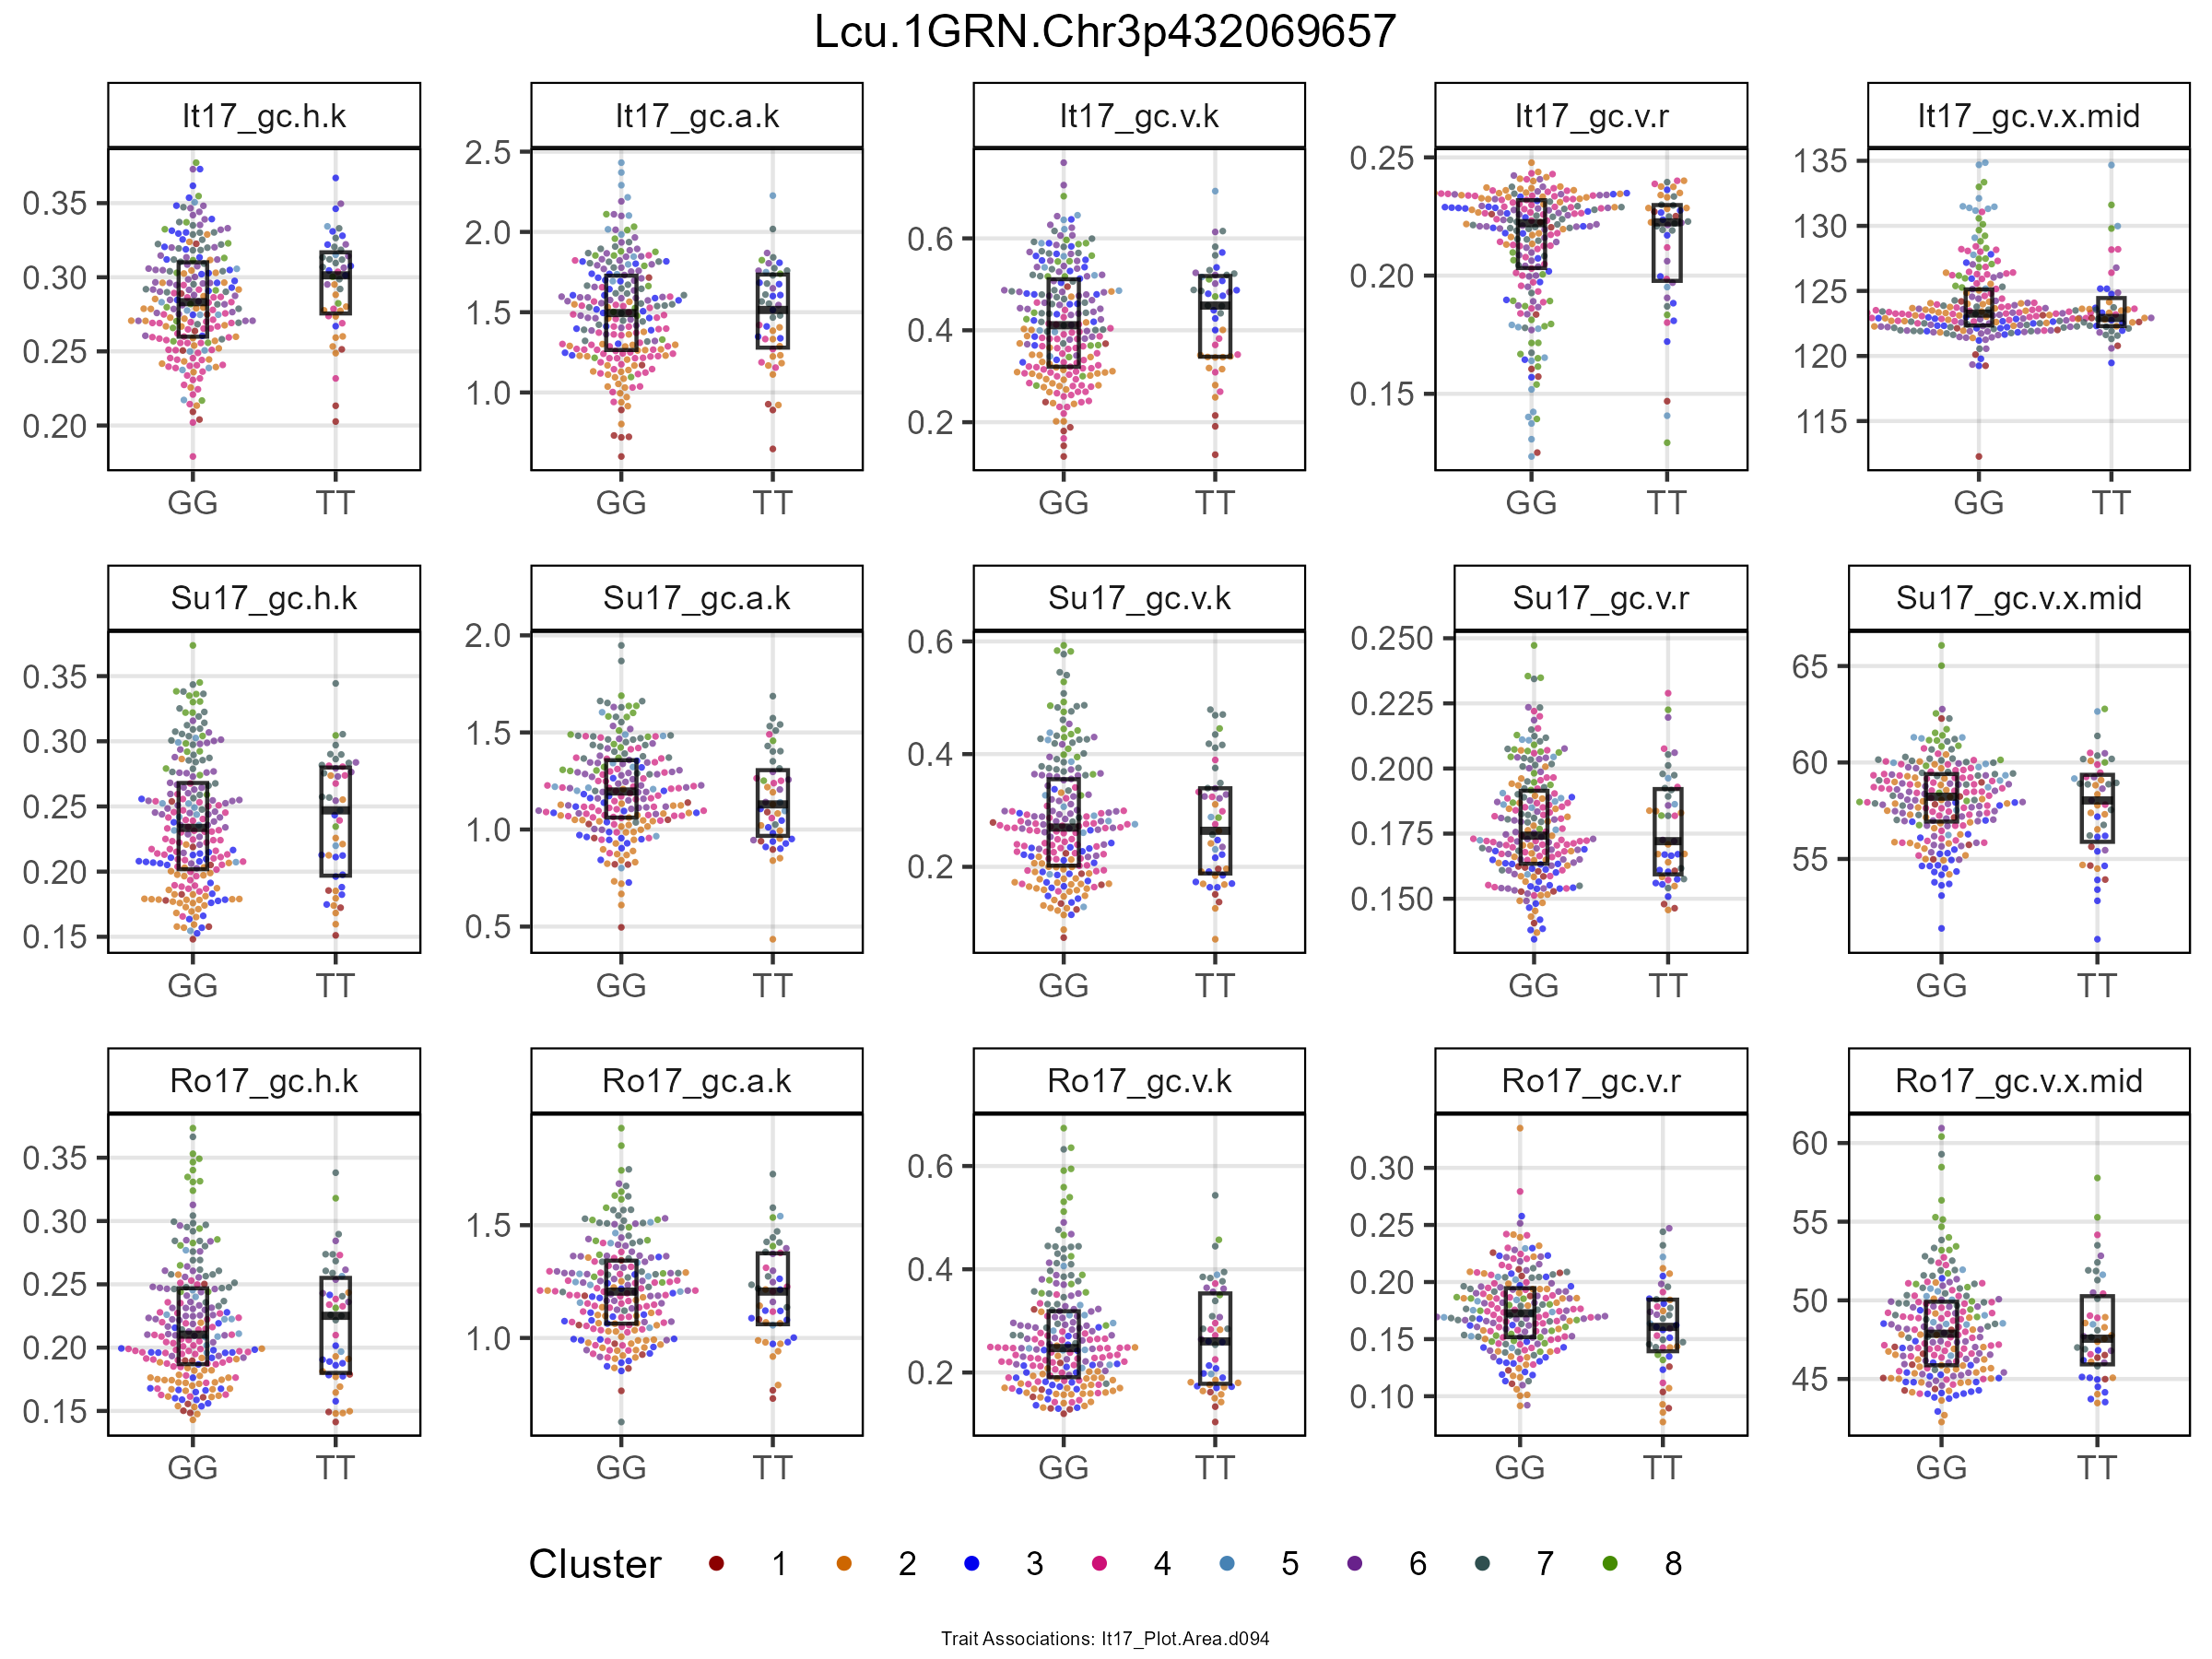 Lcu.1GRN.Chr3p432069657
It17_gc.h.k It17_gc.a.k It17_gc.v.k It17_gc.v.r It17_gc.v.x.mid
0.35 0.30 0.25 0.20
2.5 2.0 1.5 1.0
0.6 0.4 0.2
0.25 0.20 0.15
135 130 125 120 115
GG TT GG TT GG TT GG TT GG TT
Su17_gc.h.k Su17_gc.a.k Su17_gc.v.k Su17_gc.v.r Su17_gc.v.x.mid
0.35 0.30 0.25 0.20 0.15
2.0 1.5 1.0 0.5
0.6 0.4 0.2
0.250 0.225 0.200 0.175 0.150
65 60 55
GG TT GG TT GG TT GG TT GG TT
Ro17_gc.h.k Ro17_gc.a.k Ro17_gc.v.k Ro17_gc.v.r Ro17_gc.v.x.mid
0.35 0.30 0.25 0.20 0.15
1.5 1.0
0.6 0.4 0.2
0.30 0.25 0.20 0.15 0.10
60 55 50 45
GG TT GG TT GG TT GG TT GG TT
Cluster 1 2 3 4 5 6 7 8
Trait Associations: It17_Plot.Area.d094